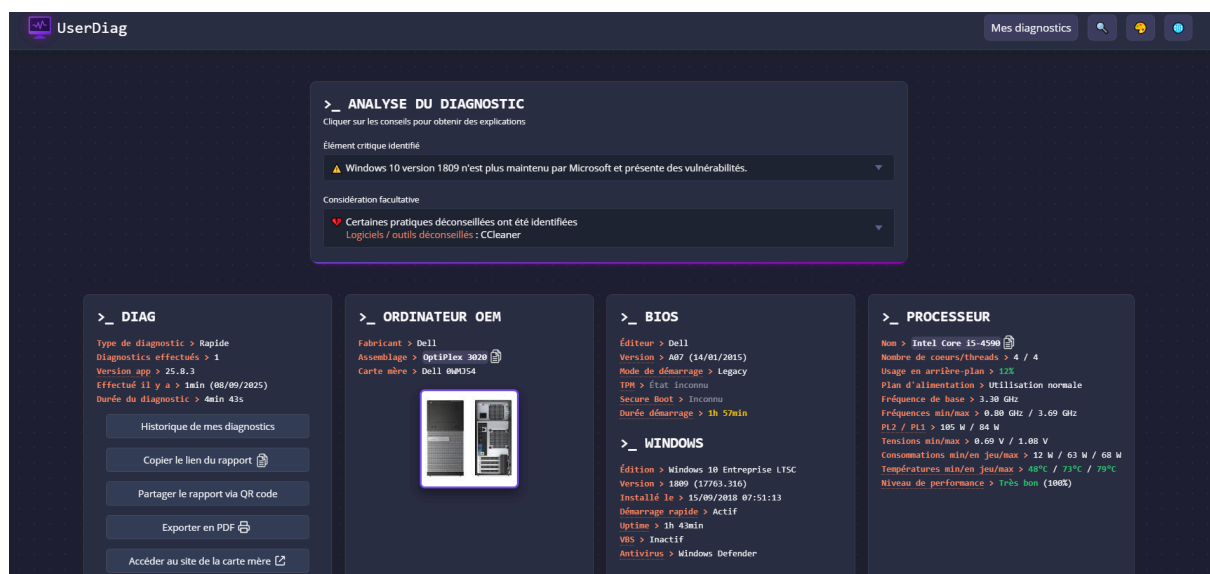 UserDiag
Mes diagnostics
>_ ANALYSE DU DIAGNOSTIC
Cliquer sur les conseils pour obtenir des explications
Élément critique identifié
Windows 10 version 1809 n'est plus maintenu par Microsoft et présente des vulnérabilités.
Considération facultative
Certaines pratiques déconseillées ont été identifiées
Logiciels / outils déconseillés : CCleaner
>_ DIAG
Type de diagnostic > Rapide
Diagnostics effectués > 1
Version app > 25.8.3
Effectué il y a > 1min (08/09/2025)
Durée du diagnostic > 4min 43s
Historique de mes diagnostics
Copier le lien du rapport
Partager le rapport via QR code
Exporter en PDF
Accéder au site de la carte mère
>_ ORDINATEUR OEM
Fabricant > Dell
Assemblage > OptiPlex 3020
Carte mère > Dell 0WMJ54
>_ BIOS
Éditeur > Dell
Version > A07 (14/01/2015)
Mode de démarrage > Legacy
TPM > État inconnu
Secure Boot > Inconnu
Durée démarrage > 1h 57min
>_ WINDOWS
Édition > Windows 10 Entreprise LTSC
Version > 1809 (17763.316)
Installé le > 15/09/2018 07:51:13
Démarrage rapide > Actif
Uptime > 1h 43min
VBS > Inactif
Antivirus > Windows Defender
>_ PROCESSEUR
Nom > Intel Core i5-4590
Nombre de coeurs/threads > 4 / 4
Usage en arrière-plan > 12%
Plan d'alimentation > Utilisation normale
Fréquence de base > 3.30 GHz
Fréquences min/max > 0.80 GHz / 3.69 GHz
PL2 / PL1 > 105 W / 84 W
Tensions min/max > 0.69 V / 1.08 V
Consommations min/en jeu/max > 12 W / 63 W / 68 W
Températures min/en jeu/max > 48°C / 73°C / 79°C
Niveau de performance > Très bon (100%)